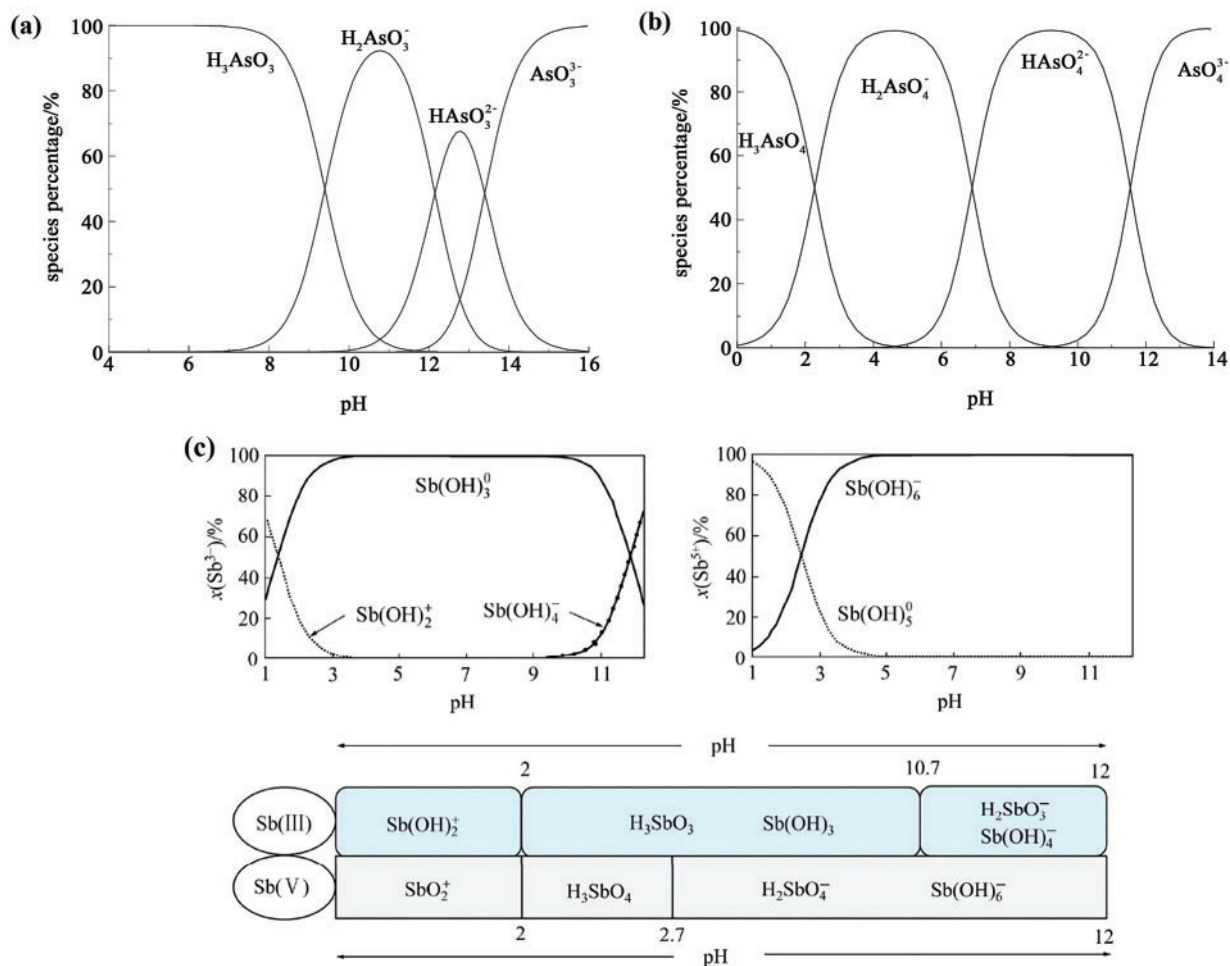 (a)
species percentage/%
100
80
60
40
20
0
H₃AsO₃
H₂AsO₃⁻
HAsO₃²⁻
AsO₃³⁻
4 6 8 10 12 14 16
pH
(b)
species percentage/%
100
80
60
40
20
0
H₃AsO₄
H₂AsO₄⁻
HAsO₄²⁻
AsO₄³⁻
0 2 4 6 8 10 12 14
pH
(c)
x(Sb³⁻)/%
100
80
60
40
20
0
Sb(OH)₃⁰
Sb(OH)₂⁺
Sb(OH)₄⁻
1 3 5 7 9 11
pH
x(Sb⁵⁺)/%
100
80
60
40
20
0
Sb(OH)₆⁻
Sb(OH)₅⁰
1 3 5 7 9 11
pH
pH
2 10.7 12
Sb(III) Sb(OH)₂⁺ H₃SbO₃ Sb(OH)₃ H₂SbO₃⁻
Sb(OH)₄⁻
Sb(V) SbO₂⁺ H₃SbO₄ H₂SbO₄⁻ Sb(OH)₆⁻
2 2.7 12
pH